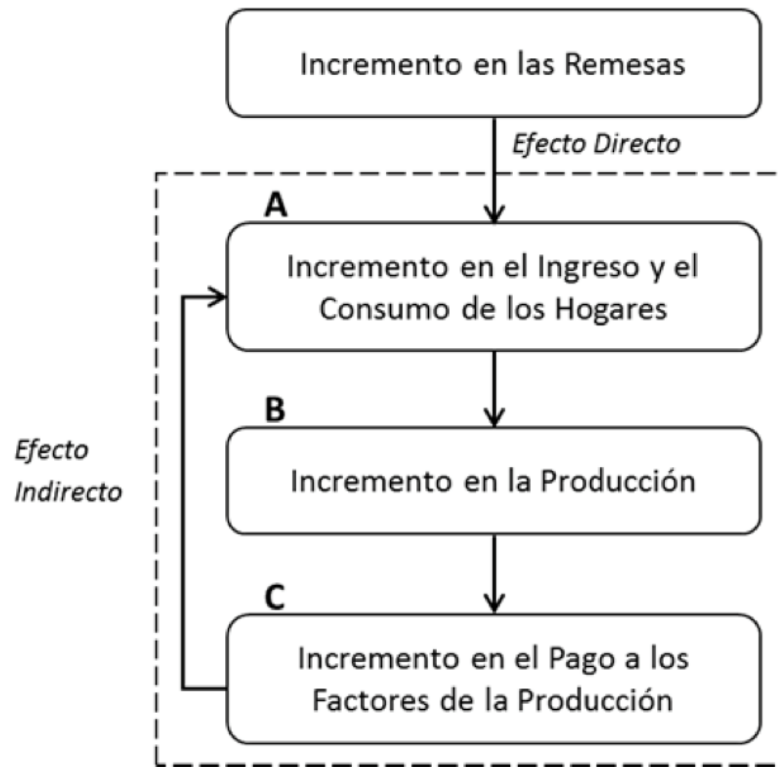 Incremento en las Remesas
Efecto Directo
A
Incremento en el Ingreso y el
Consumo de los Hogares
B
Incremento en la Producción
Efecto
Indirecto
C
Incremento en el Pago a los
Factores de la Producción